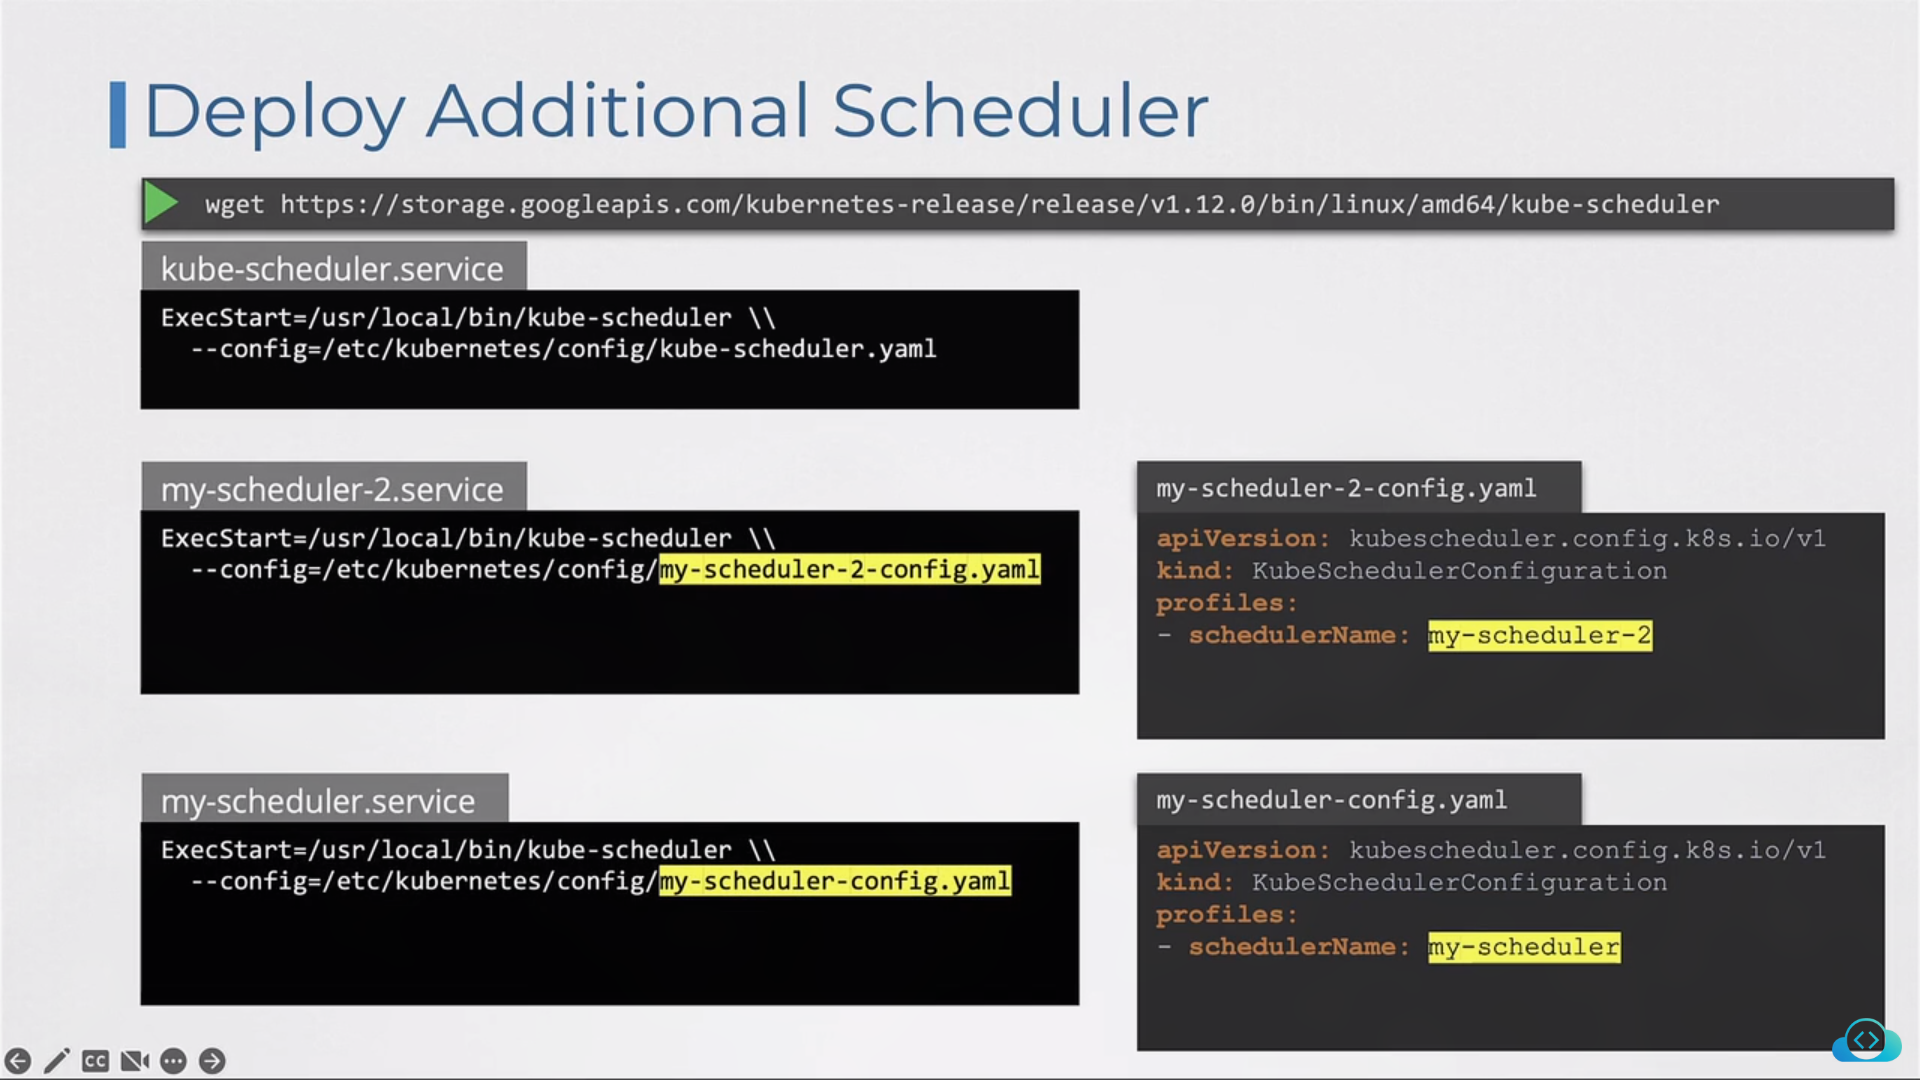 Deploy Additional Scheduler
wget https://storage.googleapis.com/kubernetes-release/release/v1.12.0/bin/linux/amd64/kube-scheduler
kube-scheduler.service
ExecStart=/usr/local/bin/kube-scheduler \\
--config=/etc/kubernetes/config/kube-scheduler.yaml
my-scheduler-2.service
ExecStart=/usr/local/bin/kube-scheduler \\
--config=/etc/kubernetes/config/my-scheduler-2-config.yaml
my-scheduler-2-config.yaml
apiVersion: kubescheduler.config.k8s.io/v1
kind: KubeSchedulerConfiguration
profiles:
- schedulerName: my-scheduler-2
my-scheduler.service
ExecStart=/usr/local/bin/kube-scheduler \\
--config=/etc/kubernetes/config/my-scheduler-config.yaml
my-scheduler-config.yaml
apiVersion: kubescheduler.config.k8s.io/v1
kind: KubeSchedulerConfiguration
profiles:
- schedulerName: my-scheduler
CC